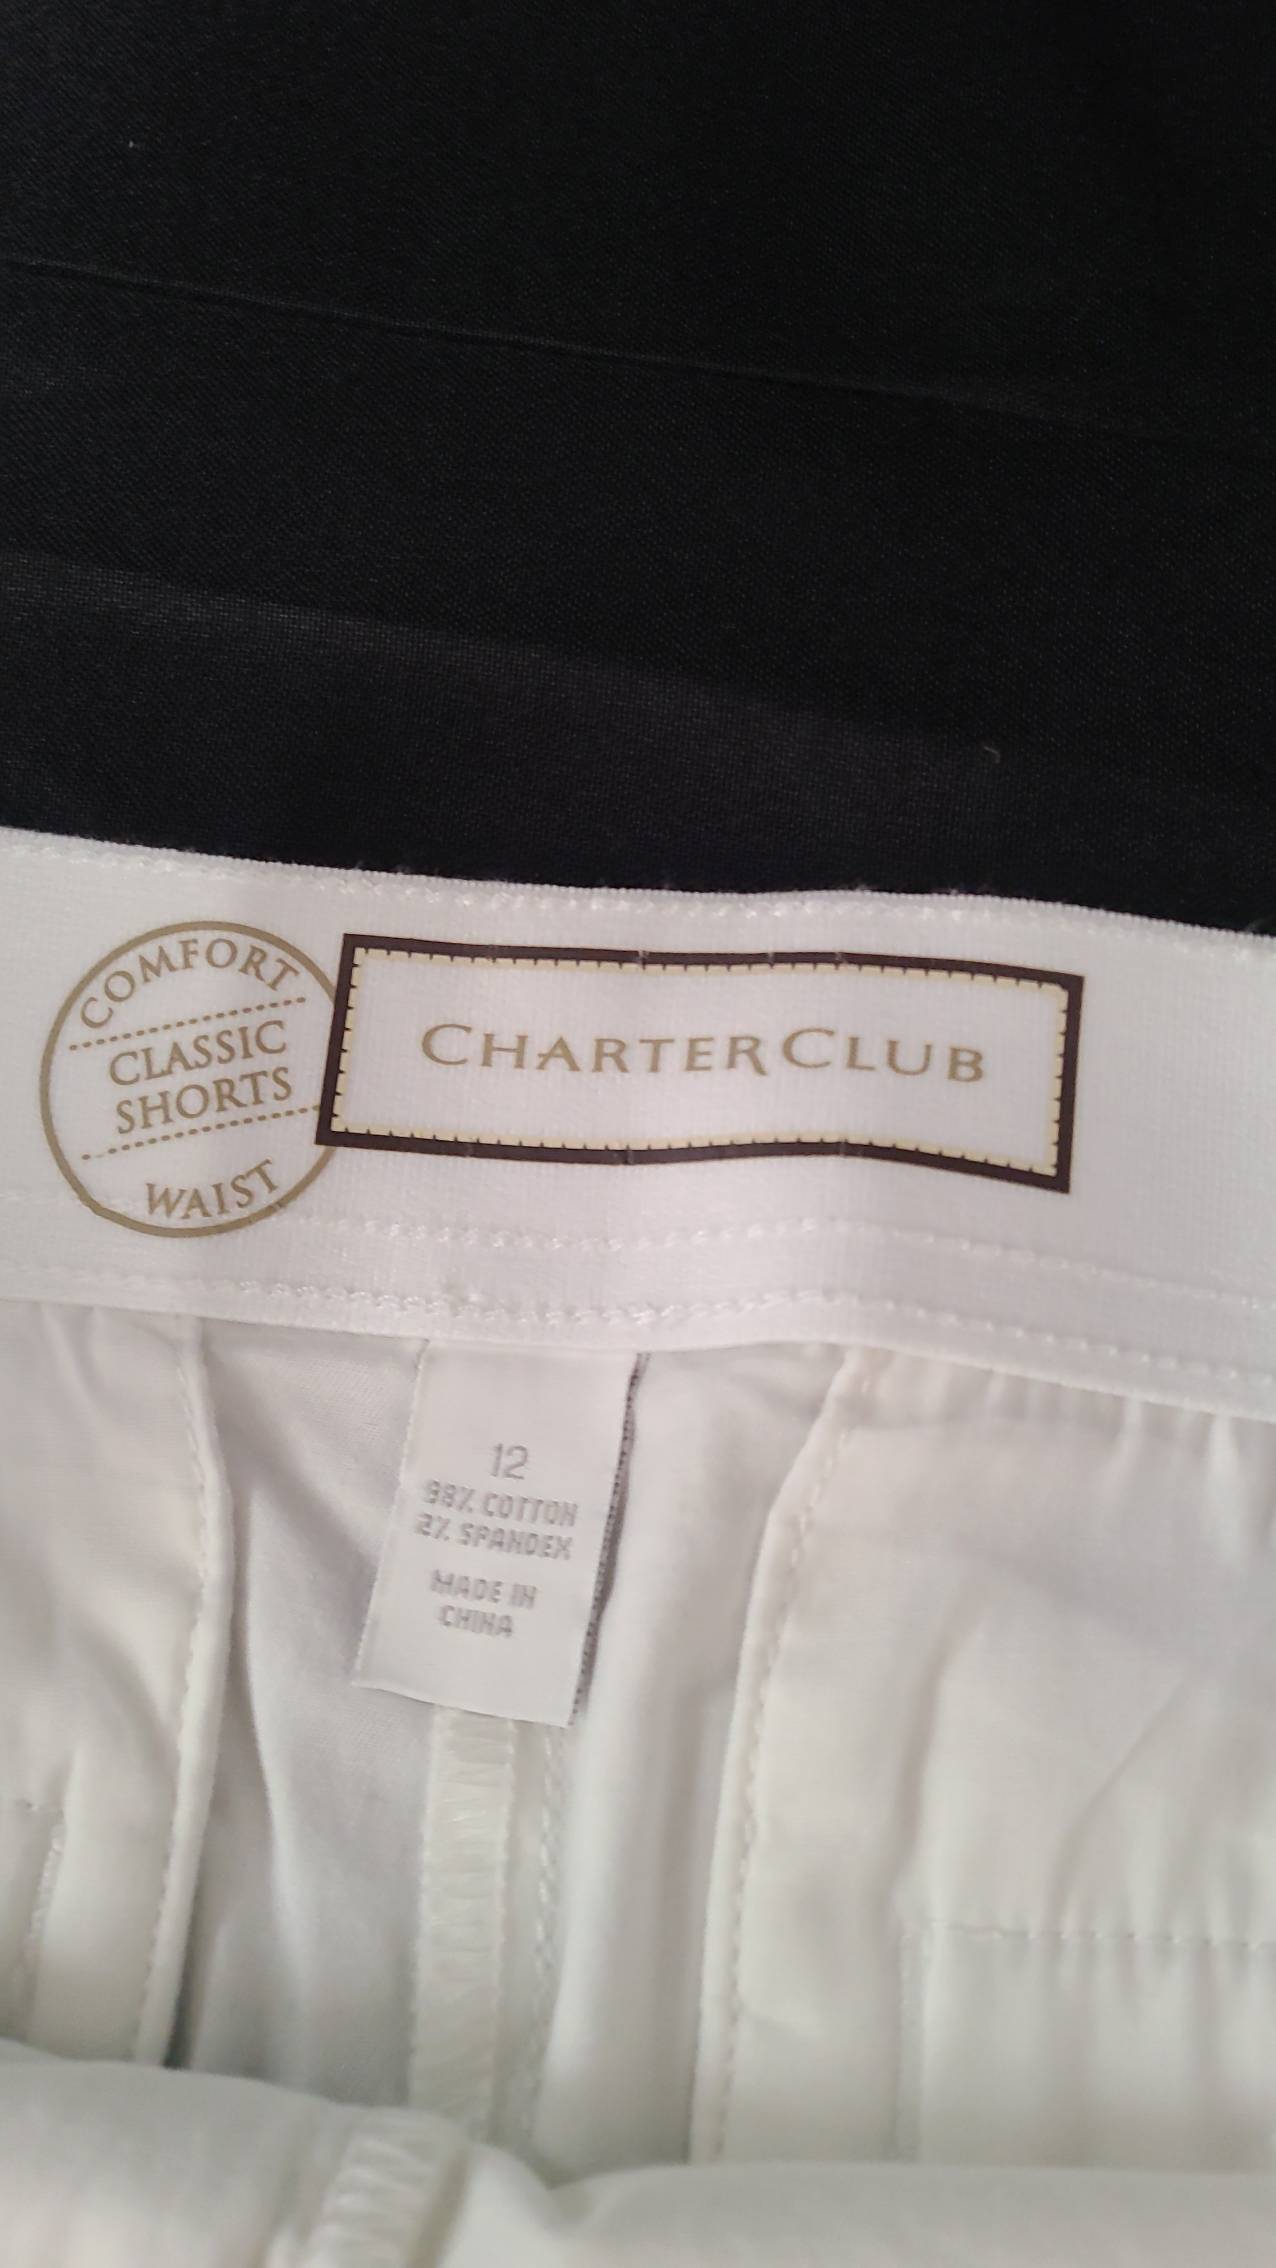 COMFORT
CLASSIC
SHORTS
WAIST
CHARTER CLUB
12
98% COTTON
2% SPANDEX
MADE IN
CHINA